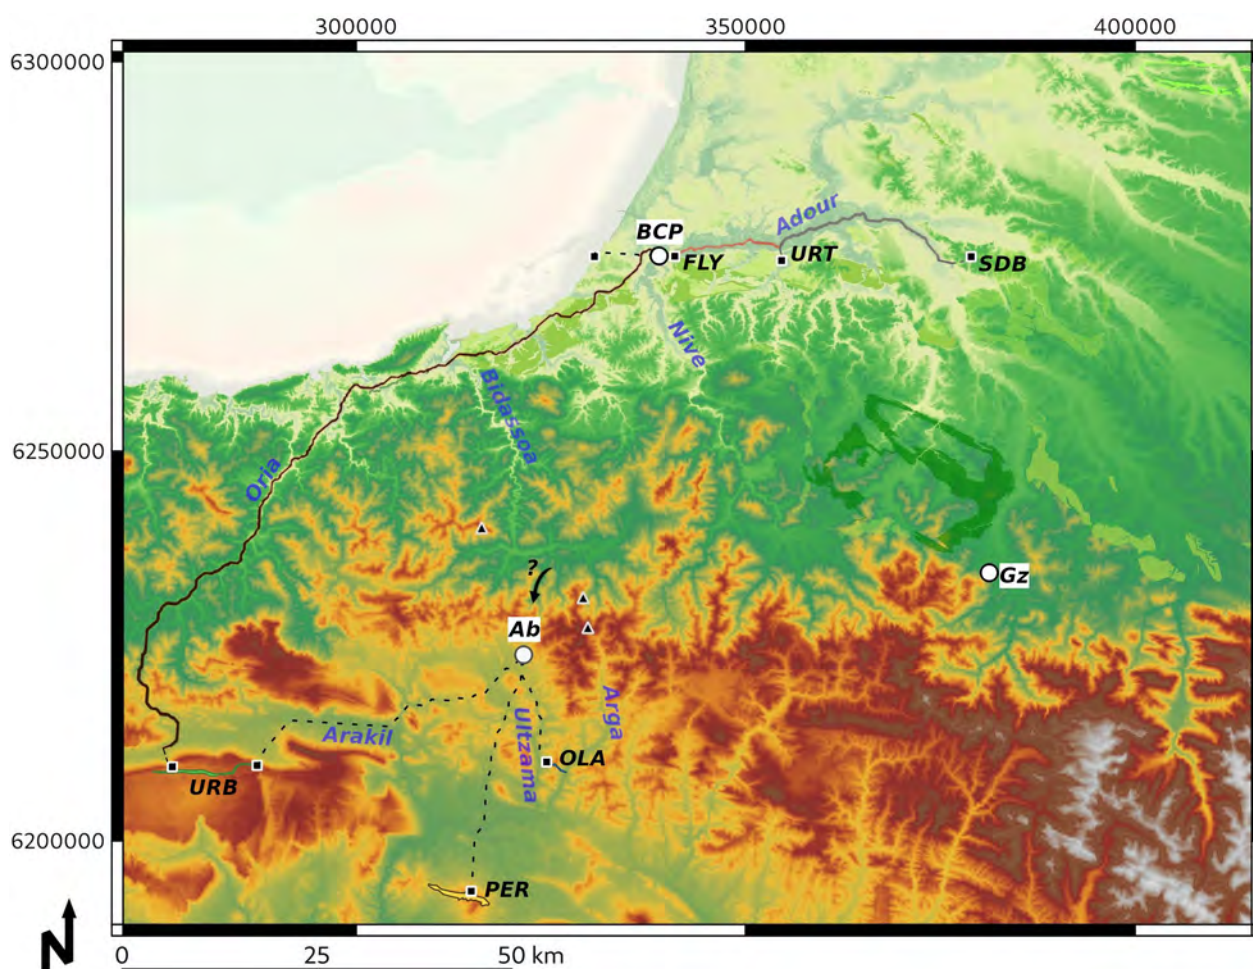 300000 350000 400000
6300000
Adour
BCP
FLY
URT
SDB
Nive
Bidassoa
6250000
Oria
?
Gz
Ab
Arga
Ultzama
Arakil
OLA
URB
6200000
PER
N
0 25 50 km